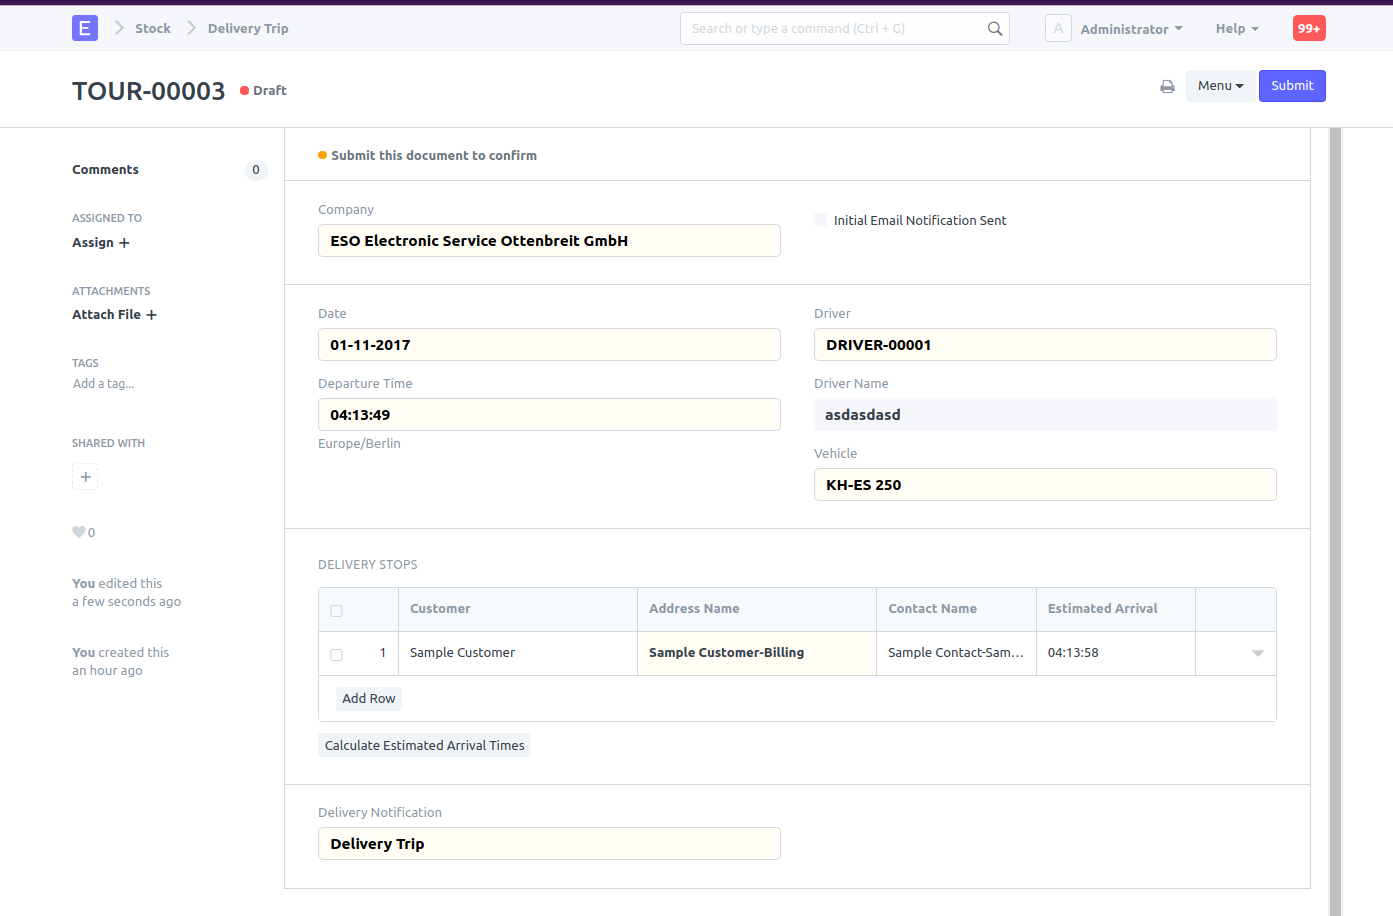 E Stock Delivery Trip Search or type a command (Ctrl + G) A Administrator Help 99+
TOUR-00003 Draft Menu Submit
Comments 0
ASSIGNED TO
Assign +
ATTACHMENTS
Attach File +
TAGS
Add a tag...
SHARED WITH
+
0
You edited this
a few seconds ago
You created this
an hour ago
Submit this document to confirm
Company
ESO Electronic Service Ottenbreit GmbH
Initial Email Notification Sent
Date
01-11-2017
Departure Time
04:13:49
Europe/Berlin
Driver
DRIVER-00001
Driver Name
asdasdasd
Vehicle
KH-ES 250
DELIVERY STOPS
Customer Address Name Contact Name Estimated Arrival
1 Sample Customer Sample Customer-Billing Sample Contact-Sam... 04:13:58
Add Row
Calculate Estimated Arrival Times
Delivery Notification
Delivery Trip